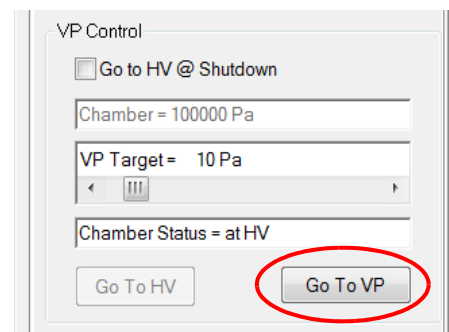 VP Control
Go to HV @ Shutdown
Chamber = 100000 Pa
VP Target = 10 Pa
Chamber Status = at HV
Go To HV Go To VP